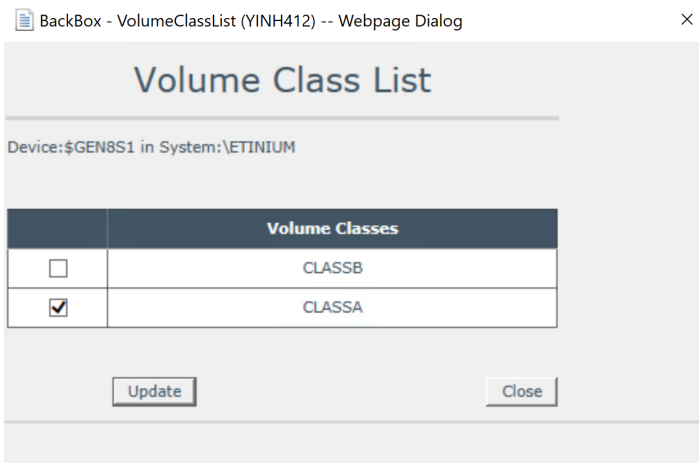 BackBox - VolumeClassList (YINH412) -- Webpage Dialog
Volume Class List
Device:$GEN8S1 in System:\ETINIUM
Volume Classes
CLASSB
CLASSA
Update Close